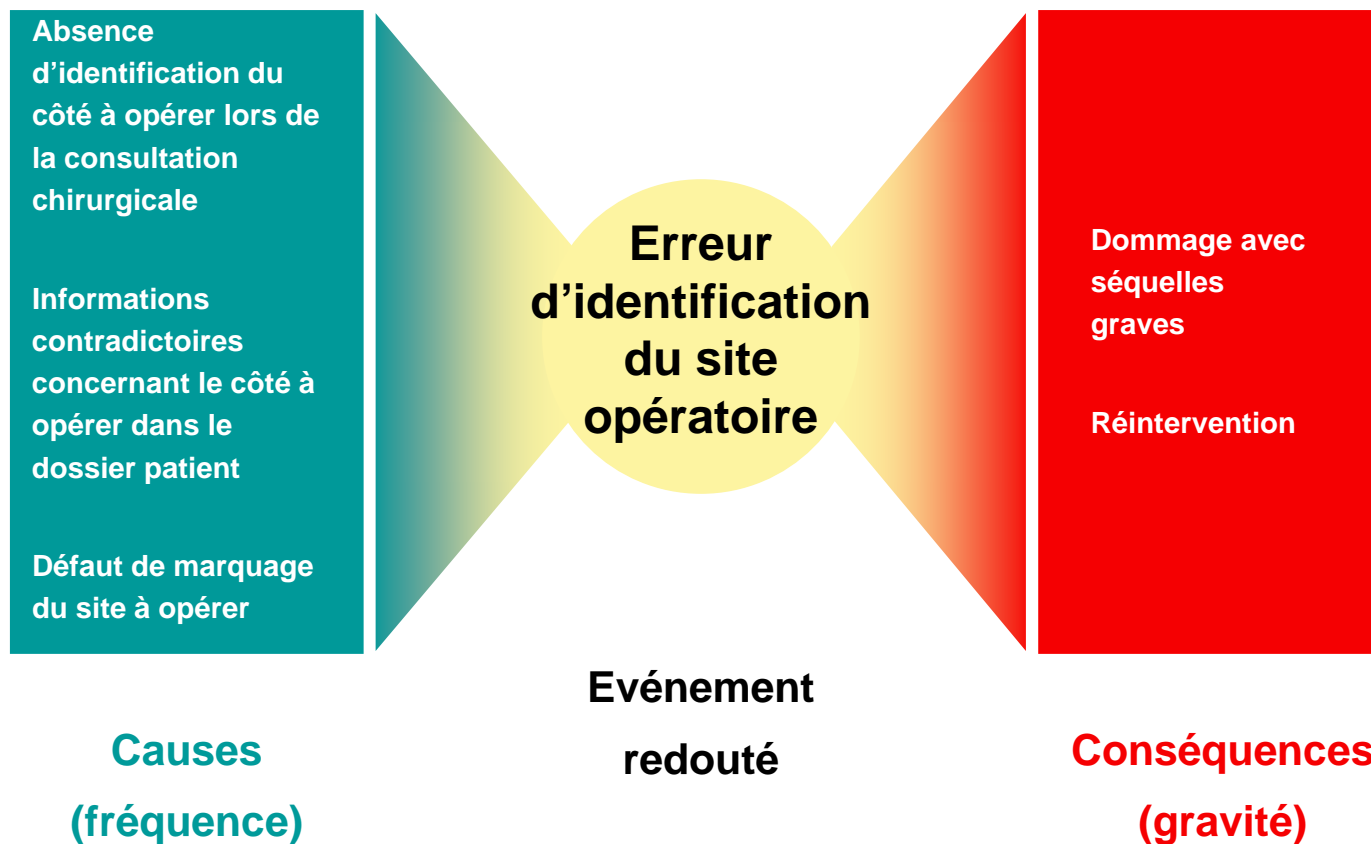 Absence
d’identification du
côté à opérer lors de
la consultation
chirurgicale
Informations
contradictoires
concernant le côté à
opérer dans le
dossier patient
Défaut de marquage
du site à opérer
Erreur
d’identification
du site
opératoire
Dommage avec
séquelles
graves
Réintervention
Evénement
redouté
Causes
(fréquence)
Conséquences
(gravité)